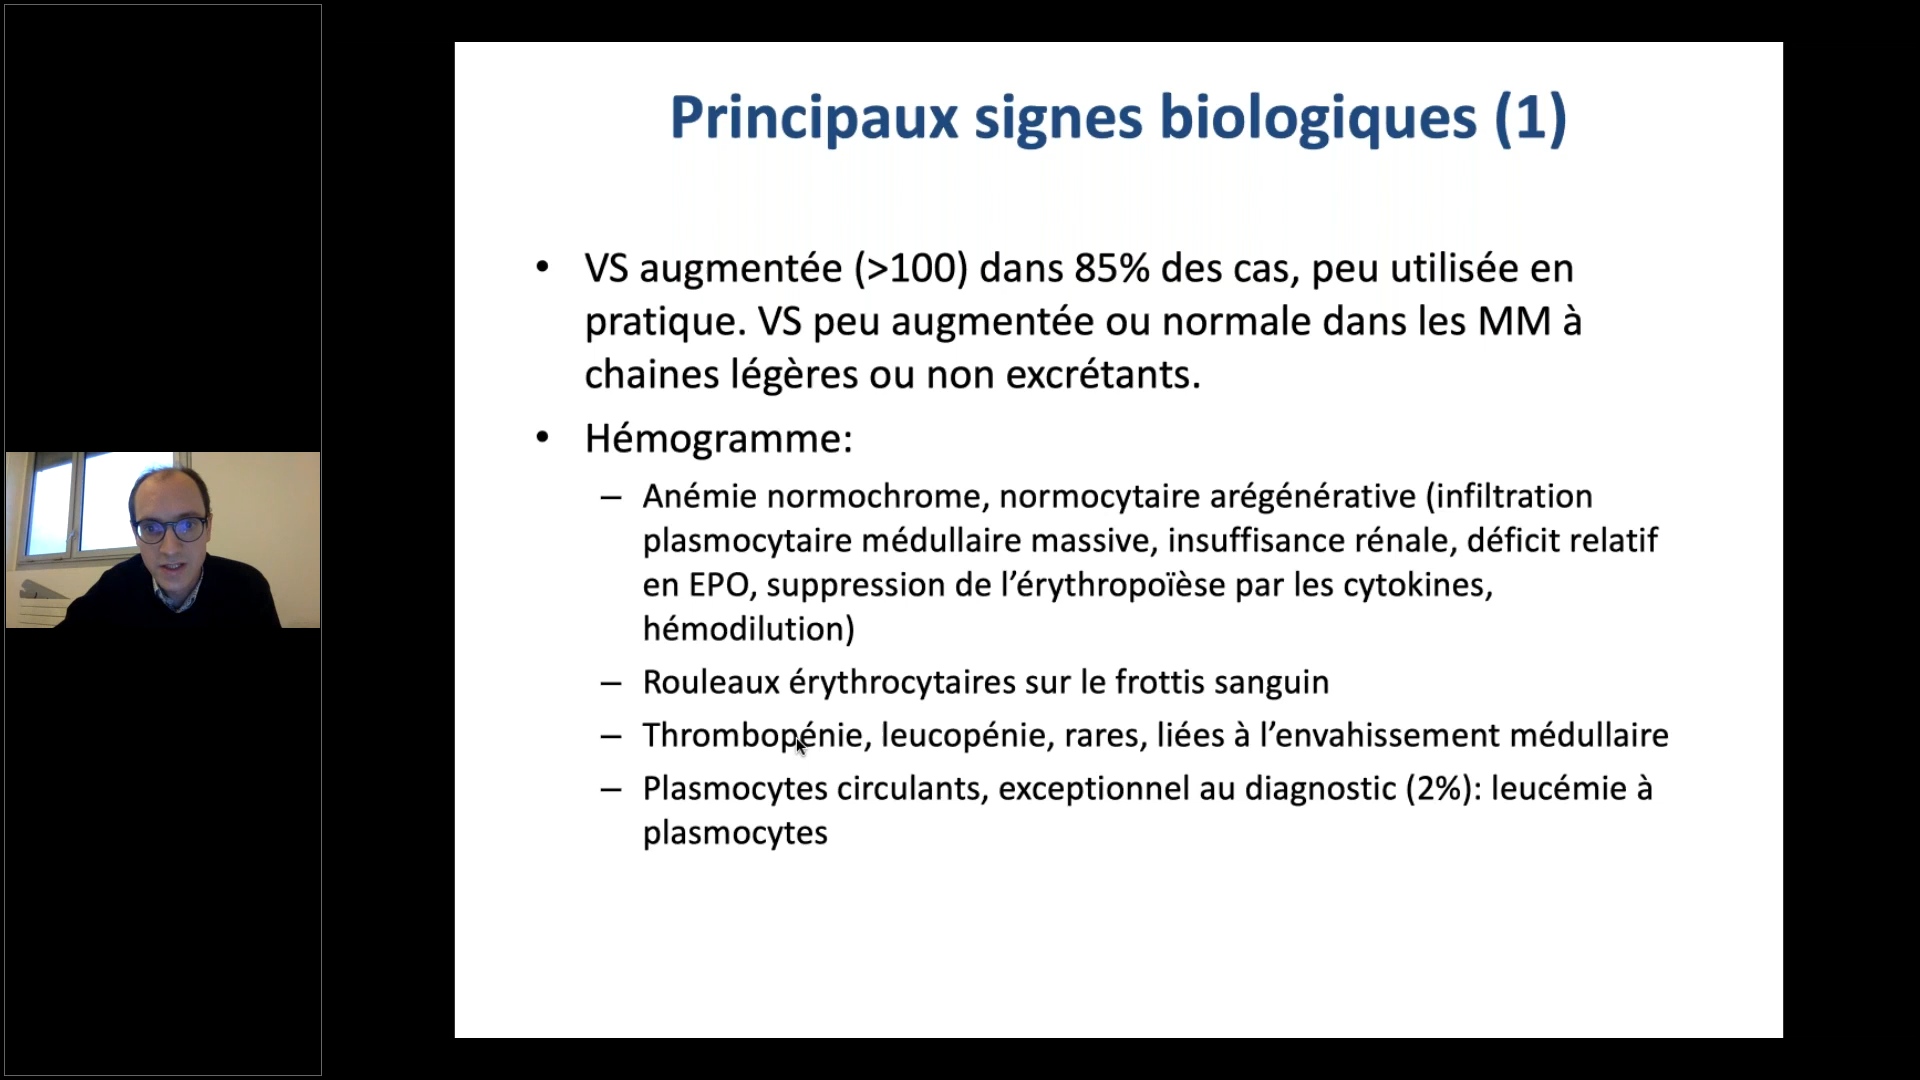 Principaux signes biologiques (1)
• VS augmentée (>100) dans 85% des cas, peu utilisée en
pratique. VS peu augmentée ou normale dans les MM à
chaines légères ou non excrétants.
• Hémogramme:
– Anémie normochrome, normocytaire arégénérative (infiltration
plasmocytaire médullaire massive, insuffisance rénale, déficit relatif
en EPO, suppression de l’érythropoïèse par les cytokines,
hémodilution)
– Rouleaux érythrocytaires sur le frottis sanguin
– Thrombopénie, leucopénie, rares, liées à l’envahissement médullaire
– Plasmocytes circulants, exceptionnel au diagnostic (2%): leucémie à
plasmocytes